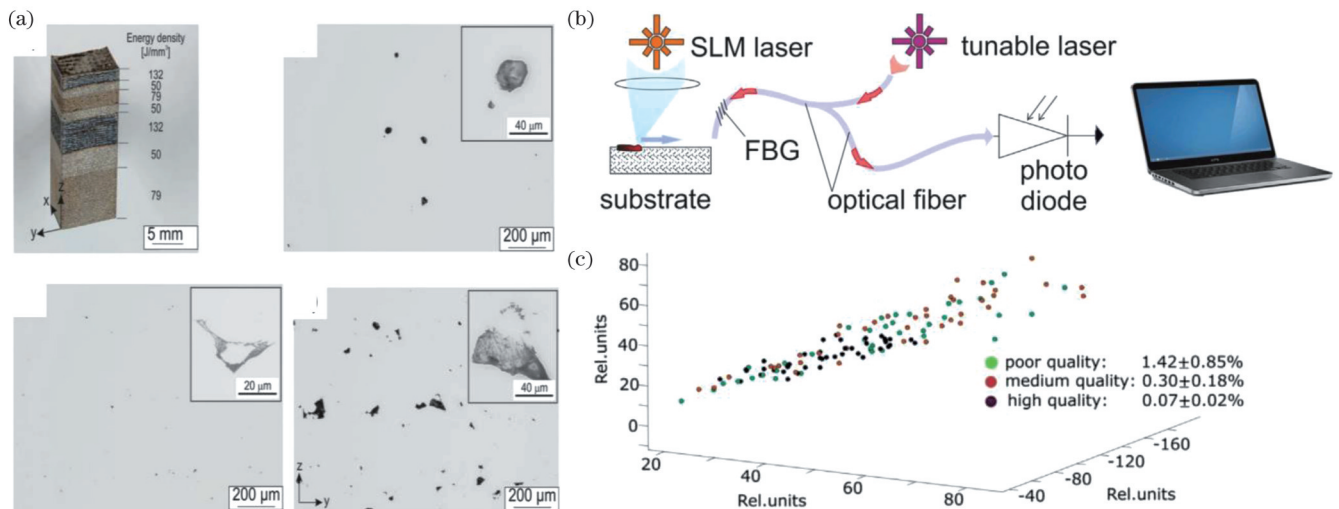 (a)
Energy density
[J/mm³]
132
50
79
50
132
50
79
x
z
y
5 mm
40 μm
200 μm
20 μm
200 μm
40 μm
z
y
200 μm
(b)
SLM laser
tunable laser
FBG
substrate
optical fiber
photo
diode
(c)
80
60
40
20
0
Rel.units
poor quality: 1.42±0.85%
medium quality: 0.30±0.18%
high quality: 0.07±0.02%
20
40
60
80
Rel.units
-40
-80
-120
-160
Rel.units